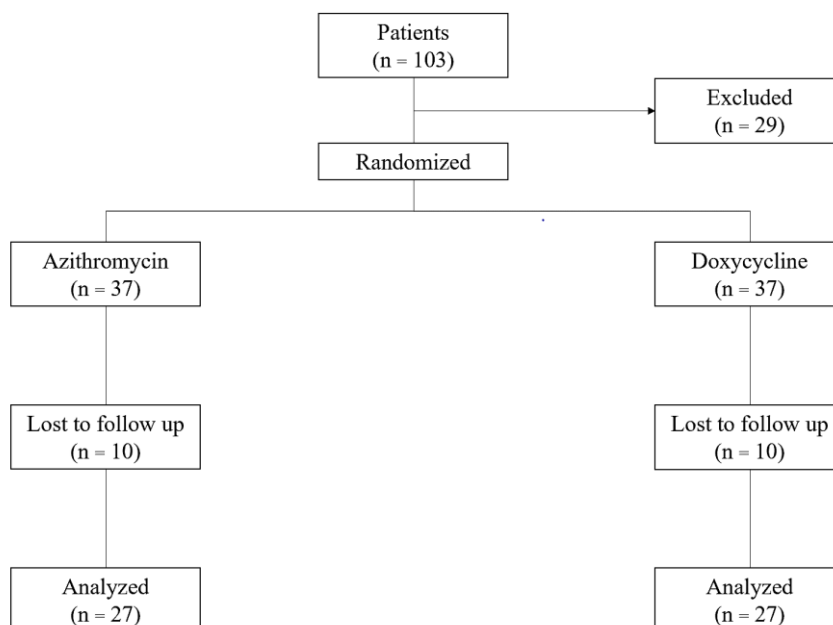 Patients
(n = 103)
Excluded
(n = 29)
Randomized
Azithromycin
(n = 37)
Doxycycline
(n = 37)
Lost to follow up
(n = 10)
Lost to follow up
(n = 10)
Analyzed
(n = 27)
Analyzed
(n = 27)